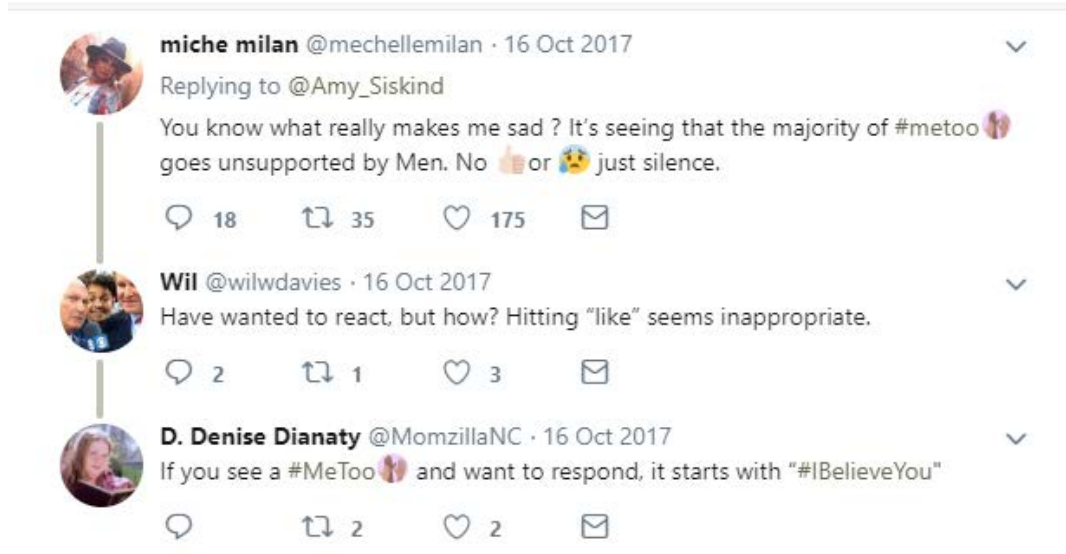 miche milan @mechellemilan · 16 Oct 2017
Replying to @Amy_Siskind
You know what really makes me sad ? It's seeing that the majority of #metoo
goes unsupported by Men. No 👍🏻 or 😰 just silence.
18 35 175
Wil @wilwdavies · 16 Oct 2017
Have wanted to react, but how? Hitting "like" seems inappropriate.
2 1 3
D. Denise Dianaty @MomzillaNC · 16 Oct 2017
If you see a #MeToo and want to respond, it starts with "#IBelieveYou"
2 2